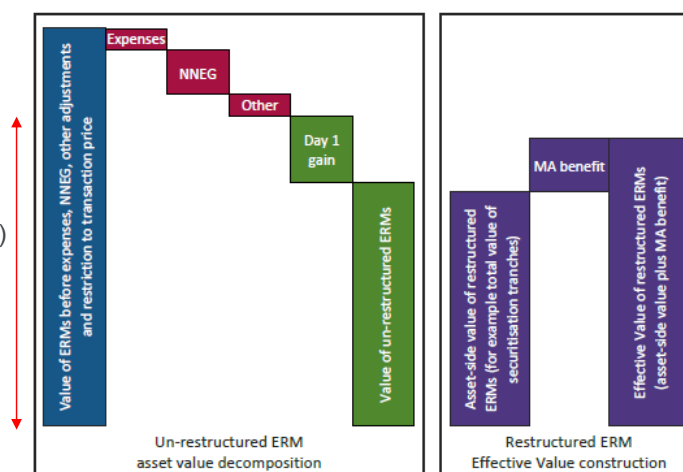 )
Value of ERMs before expenses, NNEG, other adjustments
and restriction to transaction price
Expenses
NNEG
Other
Day 1
gain
Value of un-restructured ERMs
Un-restructured ERM
asset value decomposition
Asset-side value of restructured
ERMs (for example total value of
securitisation tranches)
MA benefit
Effective Value of restructured ERMs
(asset-side value plus MA benefit)
Restructured ERM
Effective Value construction